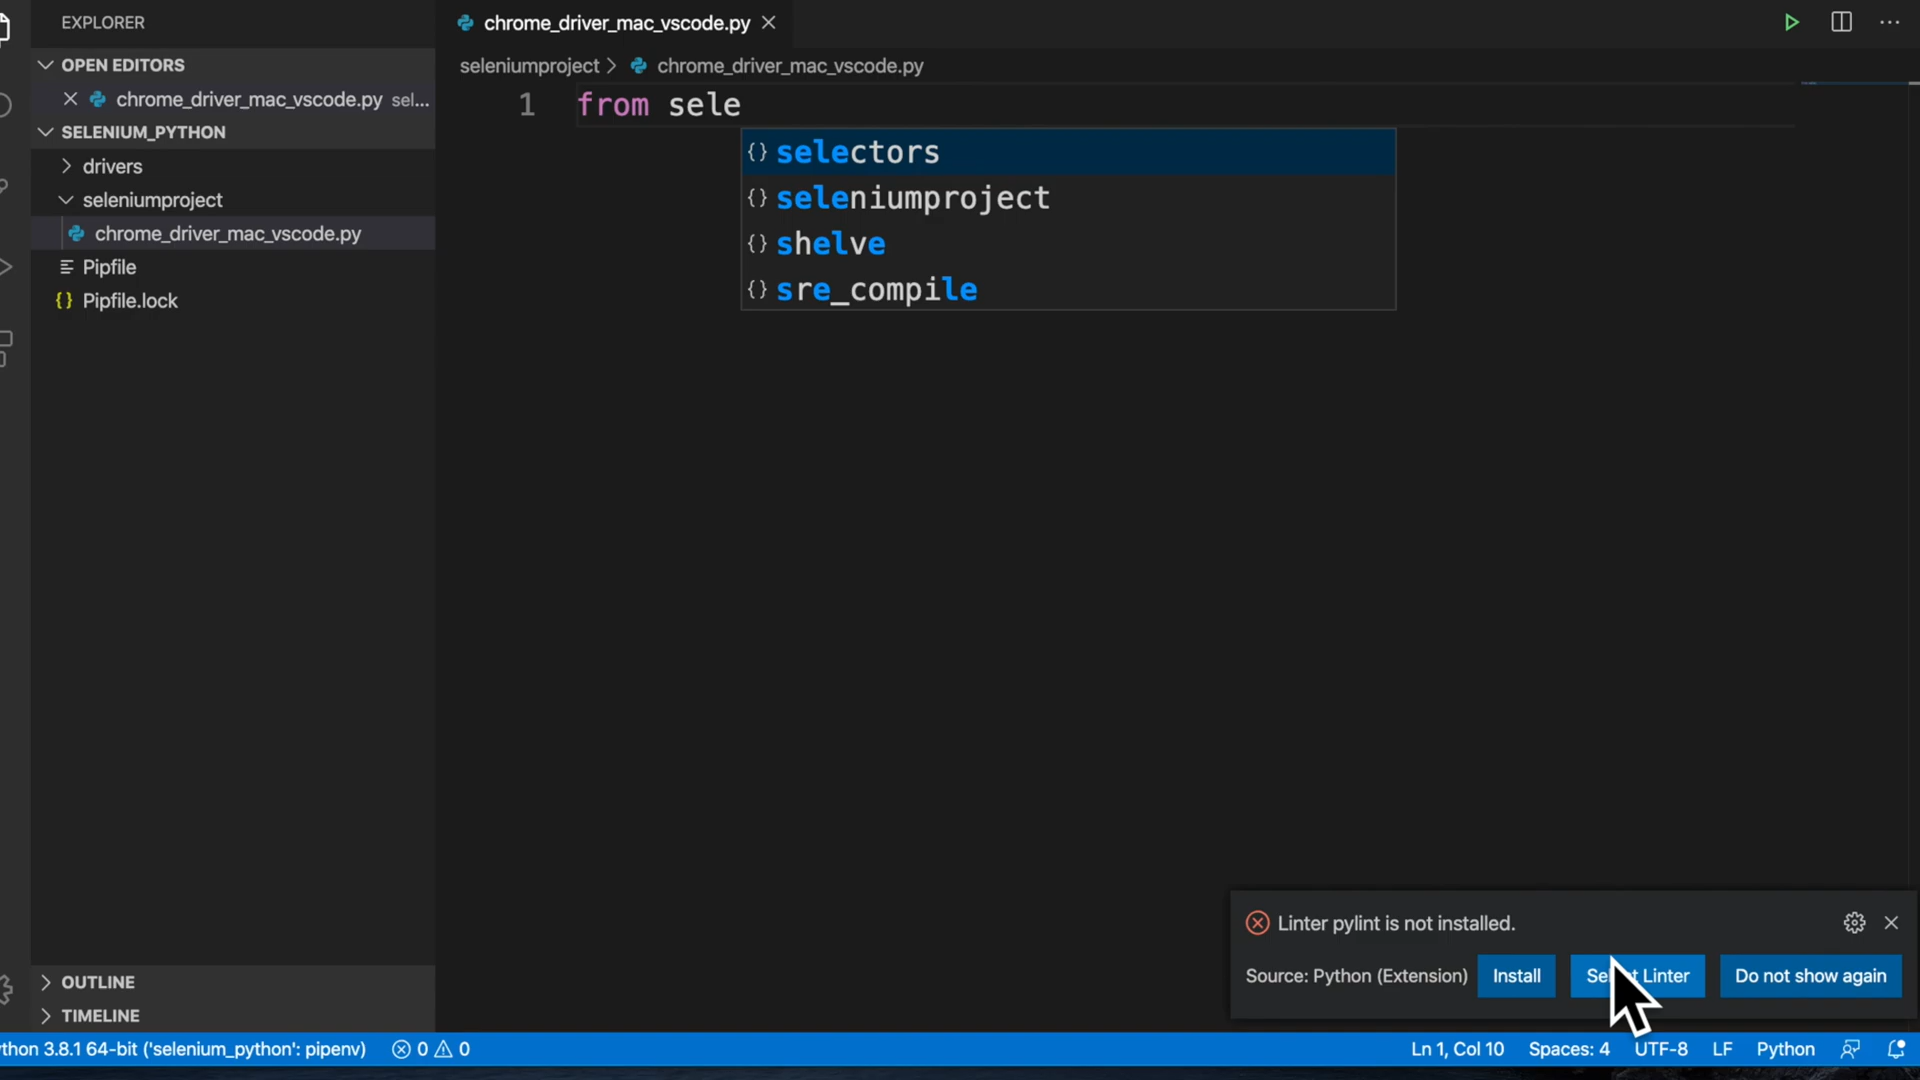 EXPLORER
OPEN EDITORS
chrome_driver_mac_vscode.py sel...
SELENIUM_PYTHON
drivers
seleniumproject
chrome_driver_mac_vscode.py
Pipfile
{} Pipfile.lock
OUTLINE
TIMELINE
chrome_driver_mac_vscode.py
seleniumproject > chrome_driver_mac_vscode.py
1 from sele
{} selectors
{} seleniumproject
{} shelve
{} sre_compile
Linter pylint is not installed.
Source: Python (Extension) Install Linter Do not show again
thon 3.8.1 64-bit ('selenium_python': pipenv) 0 0 Ln 1, Col 10 Spaces: 4 UTF-8 LF Python